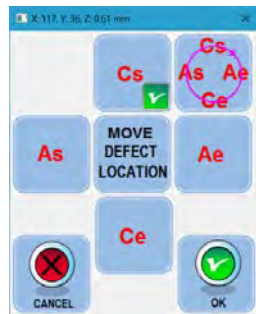 X: 117, Y: 36, Z: 0.61 mm
Cs
Cs
As Ae
Ce
As
MOVE
DEFECT
LOCATION
Ae
Ce
CANCEL
OK